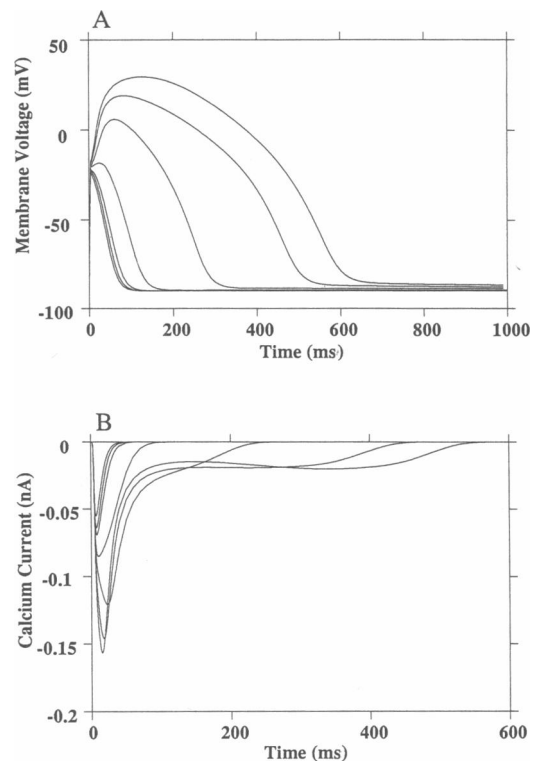 A
50
0
-50
-100
Membrane Voltage (mV)
0 200 400 600 800 1000
Time (ms)
B
0
-0.05
-0.1
-0.15
-0.2
Calcium Current (nA)
0 200 400 600
Time (ms)